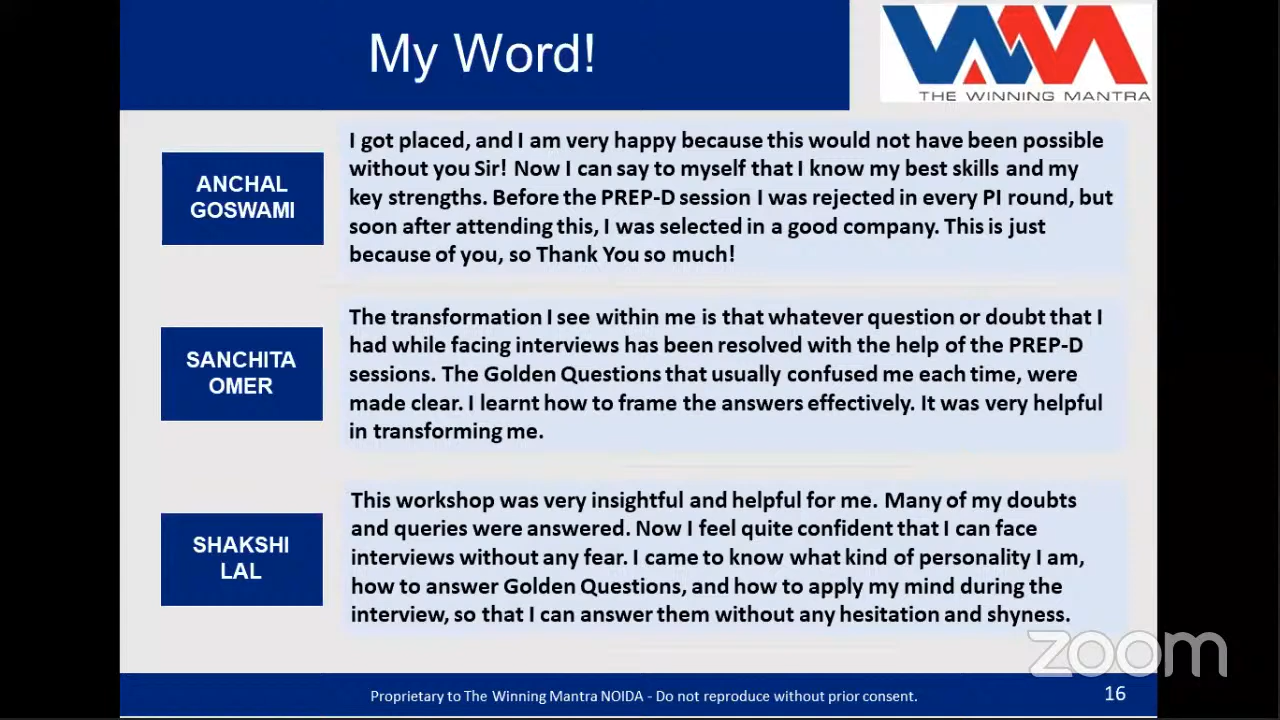 My Word!
THE WINNING MANTRA
ANCHAL
GOSWAMI
I got placed, and I am very happy because this would not have been possible
without you Sir! Now I can say to myself that I know my best skills and my
key strengths. Before the PREP-D session I was rejected in every PI round, but
soon after attending this, I was selected in a good company. This is just
because of you, so Thank You so much!
SANCHITA
OMER
The transformation I see within me is that whatever question or doubt that I
had while facing interviews has been resolved with the help of the PREP-D
sessions. The Golden Questions that usually confused me each time, were
made clear. I learnt how to frame the answers effectively. It was very helpful
in transforming me.
SHAKSHI
LAL
This workshop was very insightful and helpful for me. Many of my doubts
and queries were answered. Now I feel quite confident that I can face
interviews without any fear. I came to know what kind of personality I am,
how to answer Golden Questions, and how to apply my mind during the
interview, so that I can answer them without any hesitation and shyness.
zoom
Proprietary to The Winning Mantra NOIDA - Do not reproduce without prior consent.
16